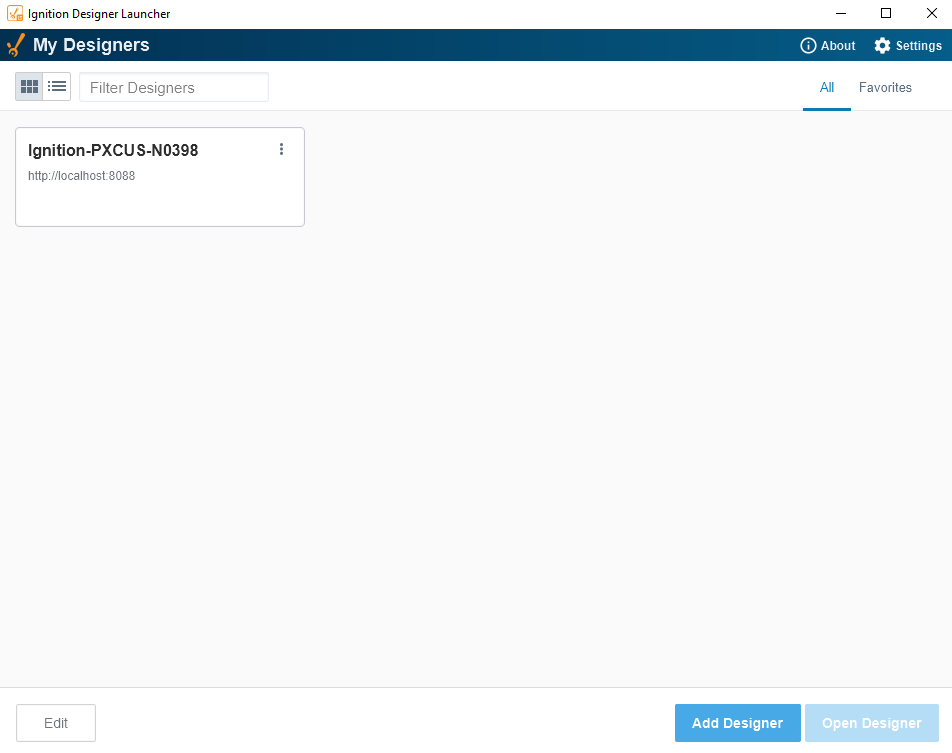 Ignition Designer Launcher
My Designers
About
Settings
Filter Designers
All
Favorites
Ignition-PXCUS-N0398
http://localhost:8088
Edit
Add Designer
Open Designer